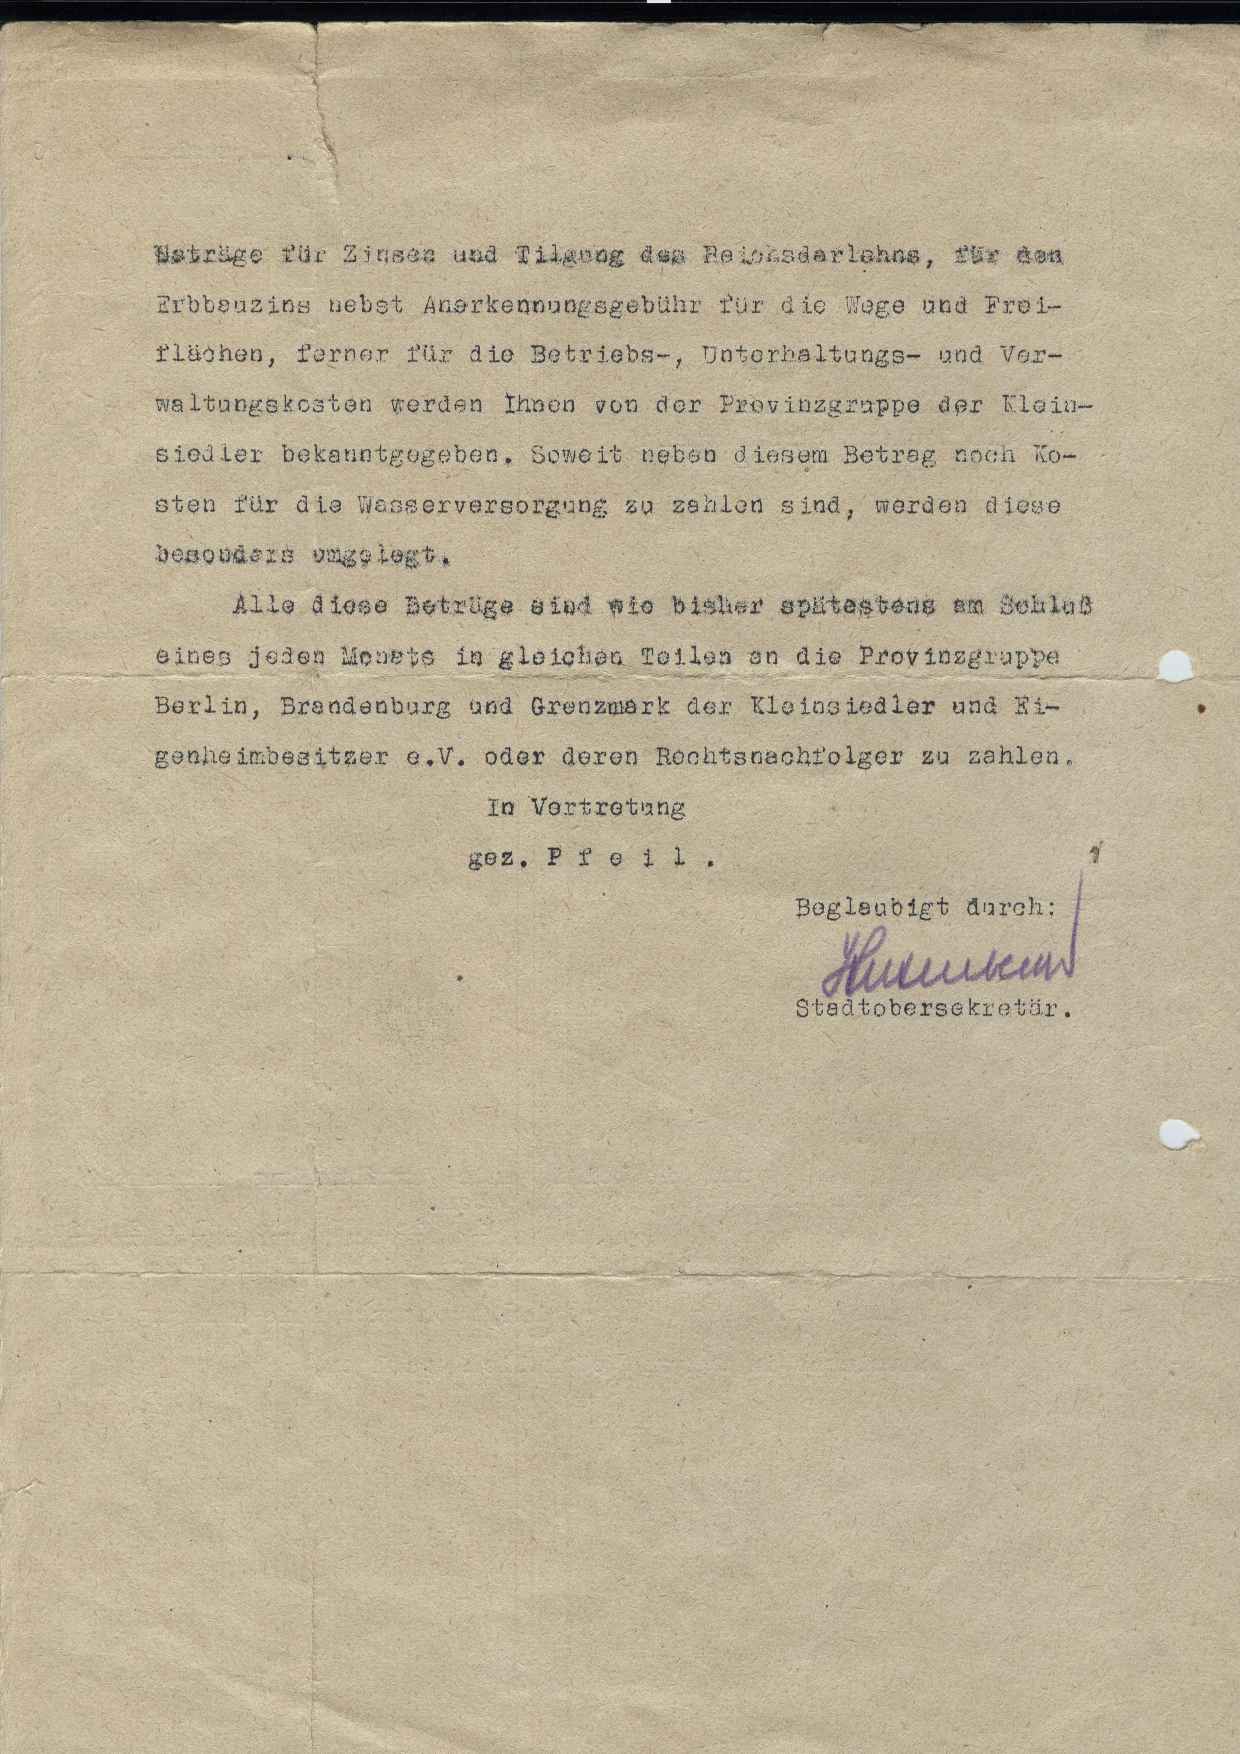 Beträge für Zinsen und Tilgung des Reichsdarlehns, für den
Erbbauzins nebst Anerkennungsgebühr für die Wege und Frei-
flächen, ferner für die Betriebs-, Unterhaltungs- und Ver-
waltungskosten werden Ihnen von der Provinzgruppe der Klein-
siedler bekanntgegeben. Soweit neben diesem Betrag noch Ko-
sten für die Wasserversorgung zu zahlen sind, werden diese
besonders umgelegt.
Alle diese Beträge sind wie bisher spätestens am Schluß
eines jeden Monats in gleichen Teilen an die Provinzgruppe
Berlin, Brandenburg und Grenzmark der Kleinsiedler und Ei-
genheimbesitzer e.V. oder deren Rechtsnachfolger zu zahlen.
In Vertretung
gez. P f e i l .
Beglaubigt durch:
Stadtobersekretär.